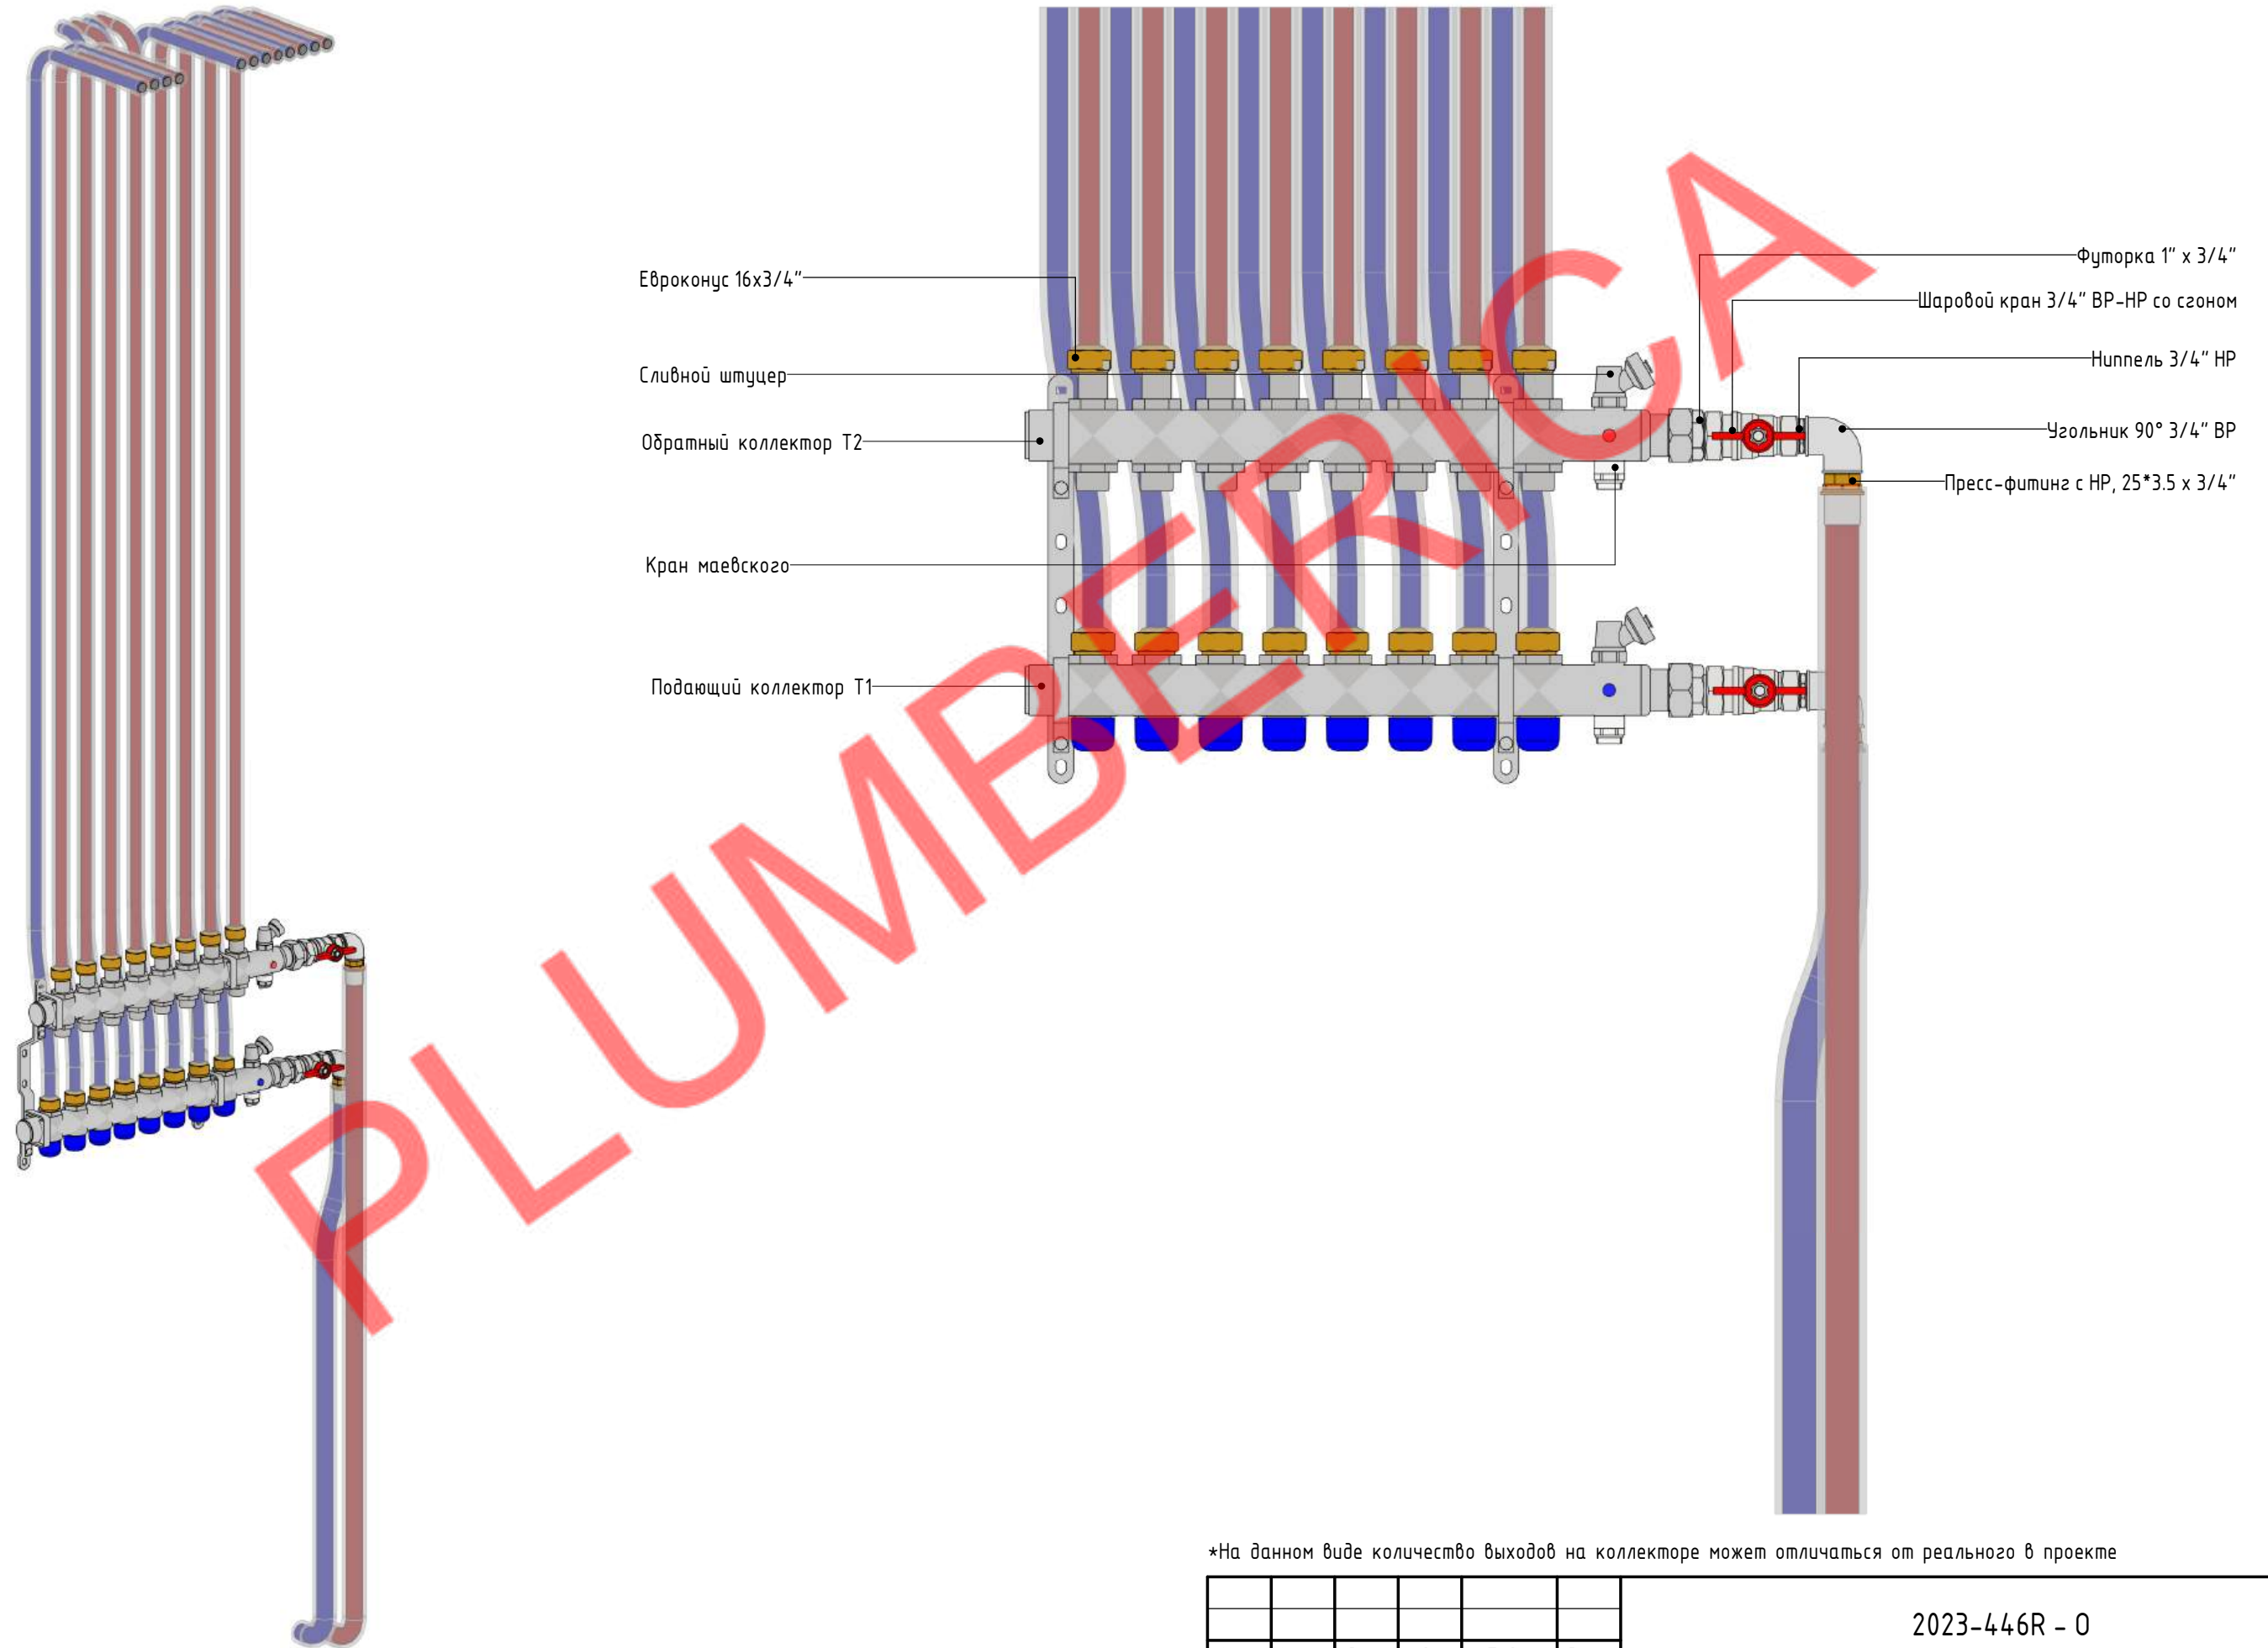 Евроконус 16x3/4"
Сливной штуцер
Обратный коллектор Т2
Кран маевского
Подающий коллектор Т1
Футорка 1" x 3/4"
Шаровой кран 3/4" ВР-НР со сгоном
Ниппель 3/4" НР
Угольник 90° 3/4" ВР
Пресс-фитинг с НР, 25*3.5 x 3/4"
PLUMBERICA
*На данном виде количество выходов на коллекторе может отличаться от реального в проекте
2023-446R - О